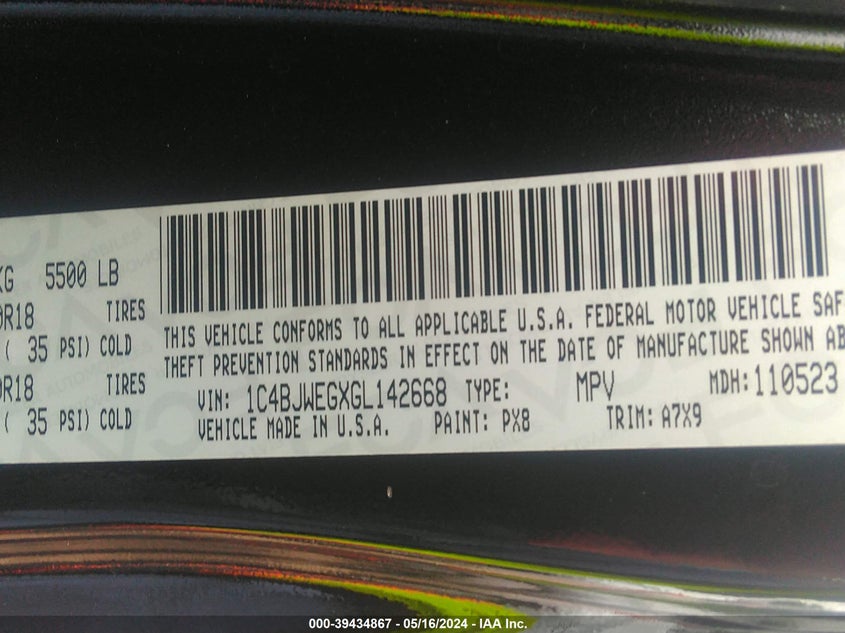 KG 5500 LB
0R18 TIRES
( 35 PSI) COLD
0R18 TIRES
( 35 PSI) COLD
THIS VEHICLE CONFORMS TO ALL APPLICABLE U.S.A. FEDERAL MOTOR VEHICLE SAF
THEFT PREVENTION STANDARDS IN EFFECT ON THE DATE OF MANUFACTURE SHOWN AB
VIN: 1C4BJWEGXGL142668 TYPE: MPV MDH: 110523
VEHICLE MADE IN U.S.A. PAINT: PX8 TRIM: A7X9
000-39434867 - 05/16/2024 - IAA Inc.